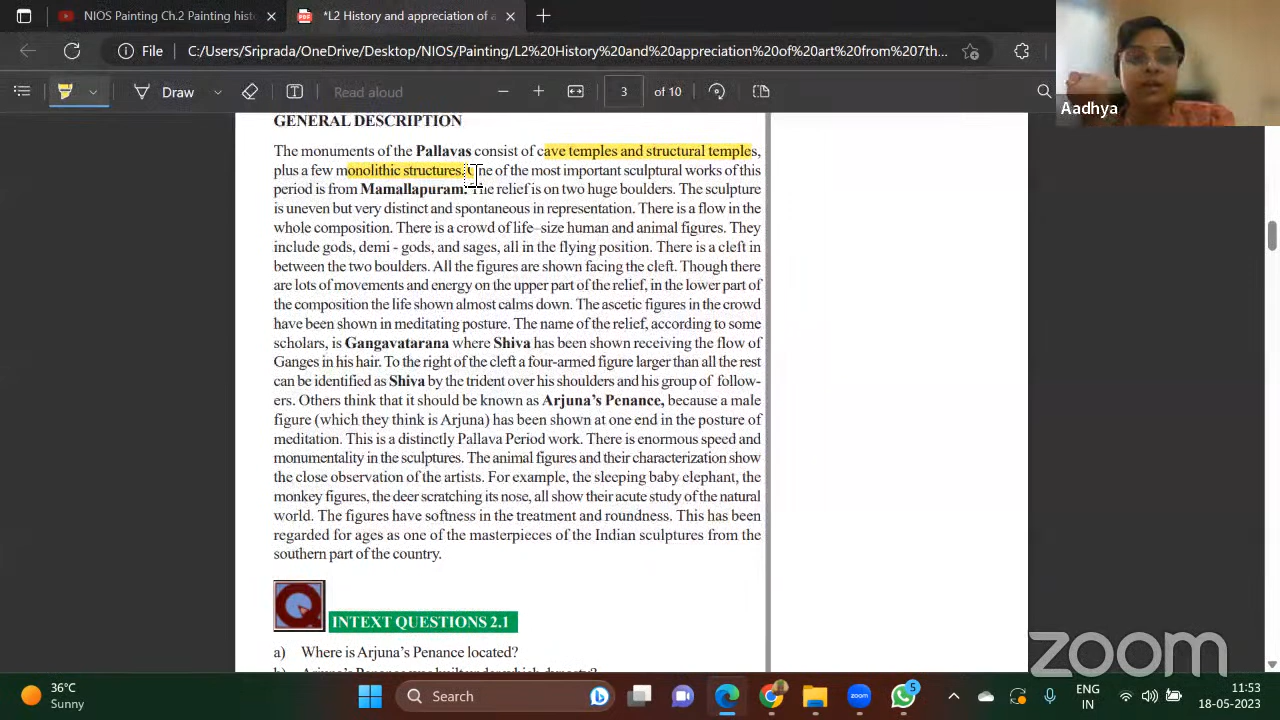 NIOS Painting Ch.2 Painting hist
*L2 History and appreciation of a
File
C:/Users/Sriprada/OneDrive/Desktop/NIOS/Painting/L2%20History%20and%20appreciation%20of%20art%20from%207th...
Draw
Read aloud
3 of 10
Aadhya
GENERAL DESCRIPTION
The monuments of the Pallavas consist of cave temples and structural temples,
plus a few monolithic structures. One of the most important sculptural works of this
period is from Mamallapuram. The relief is on two huge boulders. The sculpture
is uneven but very distinct and spontaneous in representation. There is a flow in the
whole composition. There is a crowd of life–size human and animal figures. They
include gods, demi - gods, and sages, all in the flying position. There is a cleft in
between the two boulders. All the figures are shown facing the cleft. Though there
are lots of movements and energy on the upper part of the relief, in the lower part of
the composition the life shown almost calms down. The ascetic figures in the crowd
have been shown in meditating posture. The name of the relief, according to some
scholars, is Gangavatarana where Shiva has been shown receiving the flow of
Ganges in his hair. To the right of the cleft a four-armed figure larger than all the rest
can be identified as Shiva by the trident over his shoulders and his group of follow-
ers. Others think that it should be known as Arjuna's Penance, because a male
figure (which they think is Arjuna) has been shown at one end in the posture of
meditation. This is a distinctly Pallava Period work. There is enormous speed and
monumentality in the sculptures. The animal figures and their characterization show
the close observation of the artists. For example, the sleeping baby elephant, the
monkey figures, the deer scratching its nose, all show their acute study of the natural
world. The figures have softness in the treatment and roundness. This has been
regarded for ages as one of the masterpieces of the Indian sculptures from the
southern part of the country.
INTEXT QUESTIONS 2.1
a) Where is Arjuna's Penance located?
b) Arjuna's Penance was built under which dynasty?
zoom
36°C
Sunny
Search
zoom
5
ENG
IN
11:53
18-05-2023